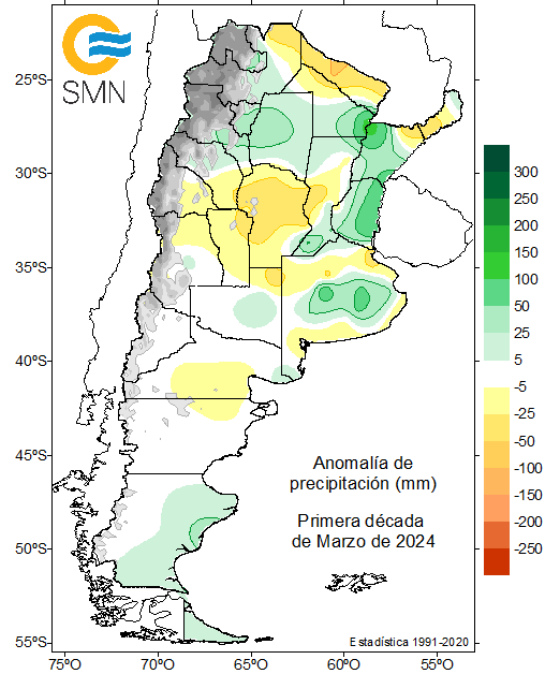 SMN
25ºS
30ºS
35ºS
40ºS
45ºS
50ºS
55ºS
75ºO
70ºO
65ºO
60ºO
55ºO
Anomalía de
precipitación (mm)
Primera década
de Marzo de 2024
Estadística 1991-2020
300
250
200
150
100
50
25
5
-5
-25
-50
-100
-150
-200
-250